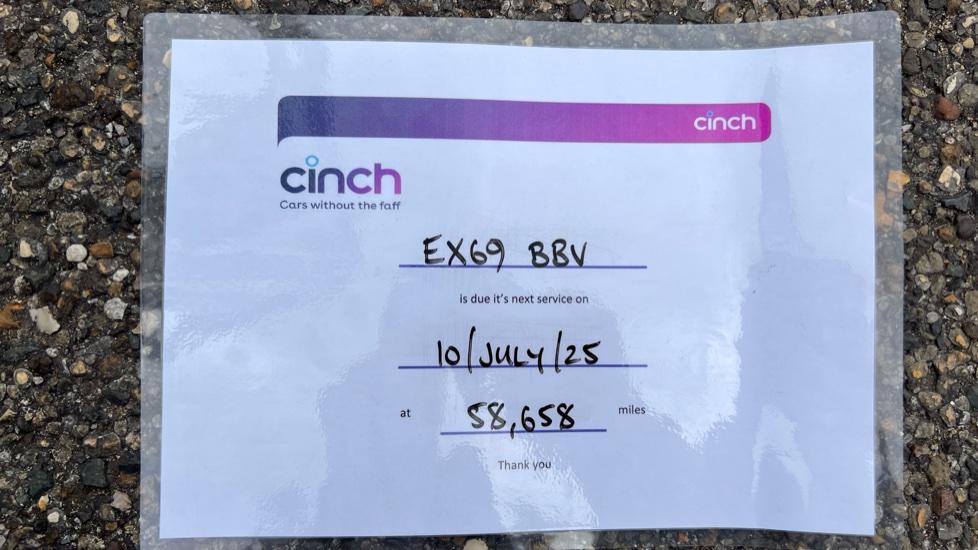 cinch
cinch
Cars without the faff
EX69 BBV
is due it's next service on
10/JULY/25
at 58,658 miles
Thank you